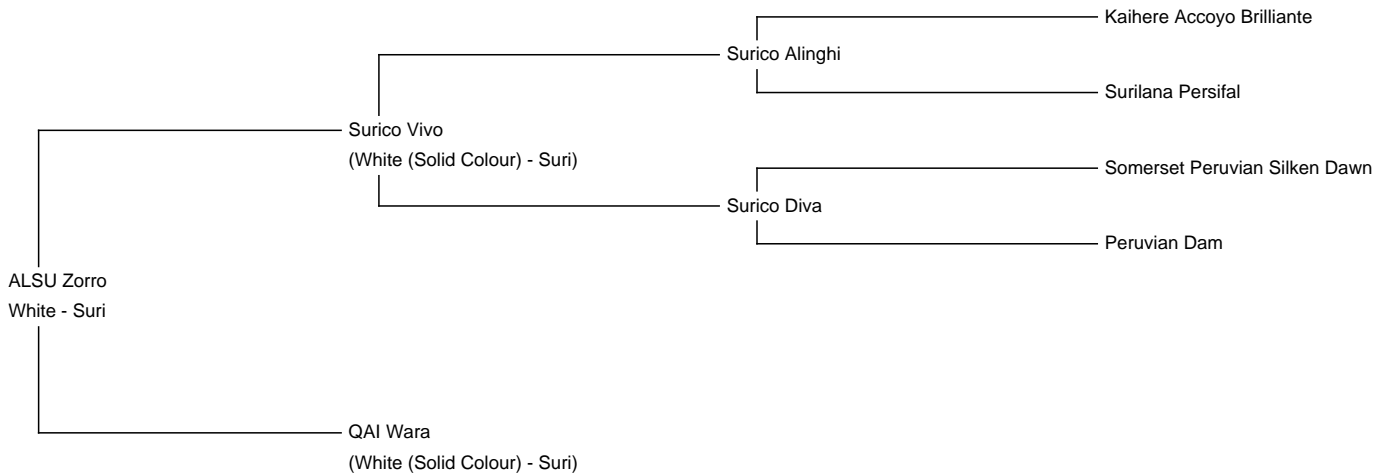 Kaihere Accoyo Brilliante
Surico Alinghi
Surilana Persifal
Surico Vivo
(White (Solid Colour) - Suri)
Somerset Peruvian Silken Dawn
Surico Diva
Peruvian Dam
ALSU Zorro
White - Suri
QAI Wara
(White (Solid Colour) - Suri)